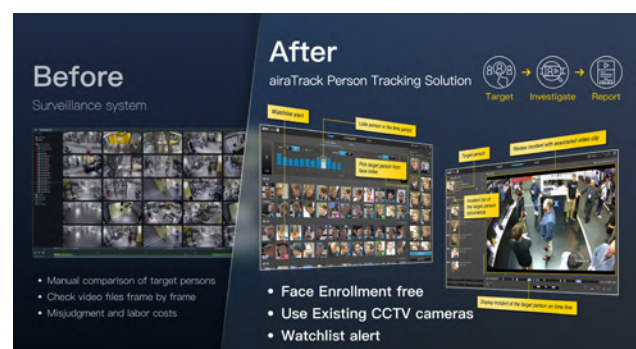 Before
Surveillance system
• Manual comparison of target persons
• Check video files frame by frame
• Misjudgment and labor costs
After
airaTrack Person Tracking Solution
Target
Investigate
Report
Watchlist alert
Lists person in the time period
Pick target person from
face index
Target person
Review incident with associated video clip
Incident list of
the target person
occurrence
Display incident of the target person on time line
• Face Enrollment free
• Use Existing CCTV cameras
• Watchlist alert